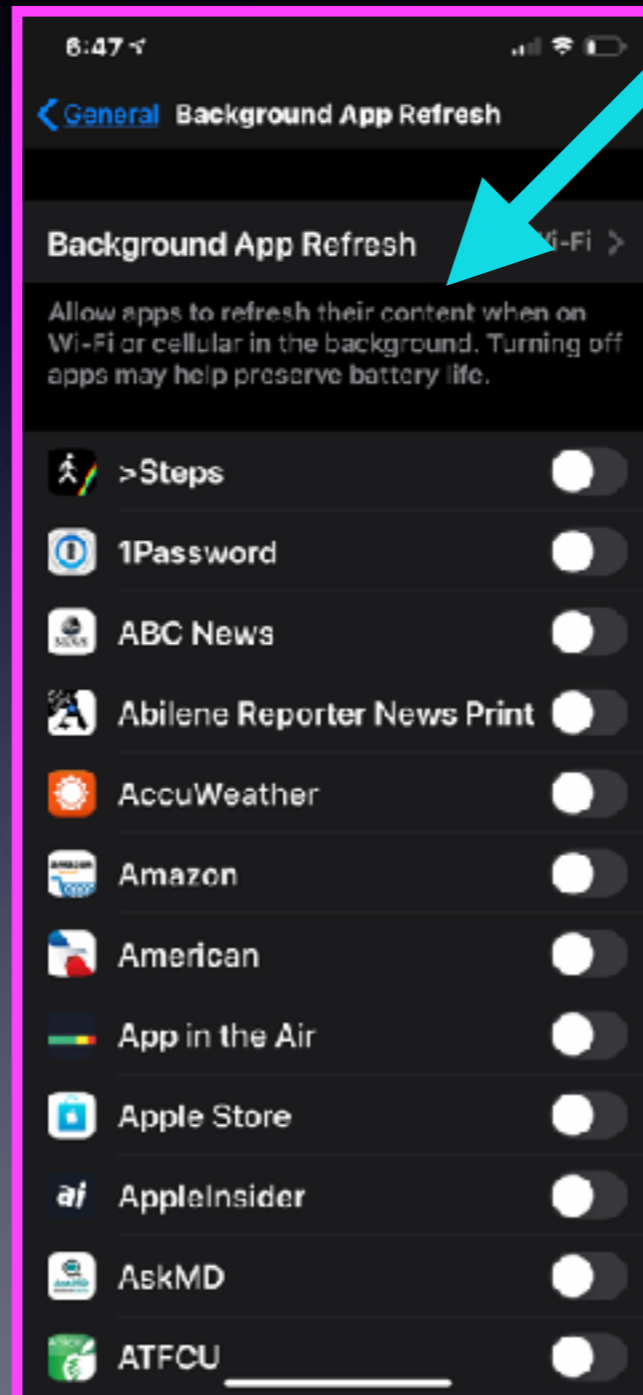 6:47
General Background App Refresh
Background App Refresh
Allow apps to refresh their content when on
Wi-Fi or cellular in the background. Turning off
apps may help preserve battery life.
>Steps
1Password
ABC News
Abilene Reporter News Print
AccuWeather
Amazon
American
App in the Air
Apple Store
ai AppleInsider
AskMD
ATFCU